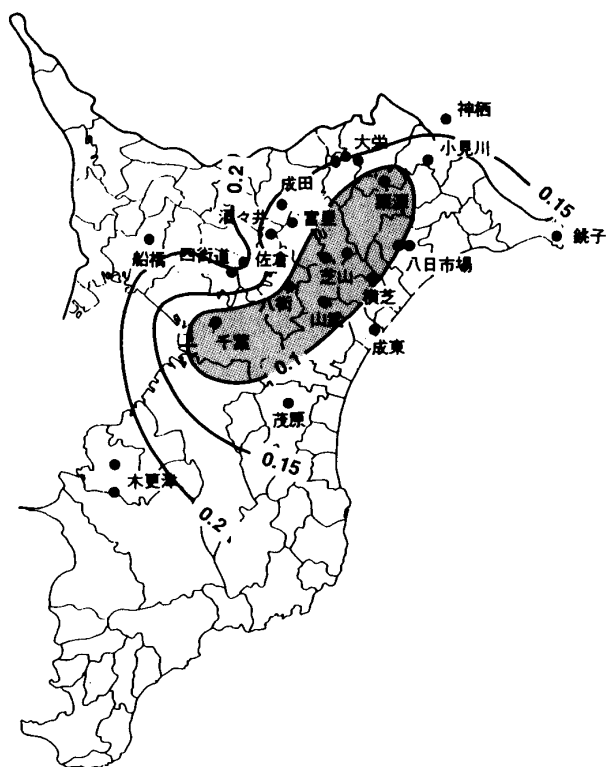 神栖
大栄
小見川
0.2
成田
0.15
酒々井
富里
銚子
船橋
四街道
佐倉
八日市場
芝山
八街
横芝
山武
千葉
成東
0.1
茂原
0.15
木更津
0.2